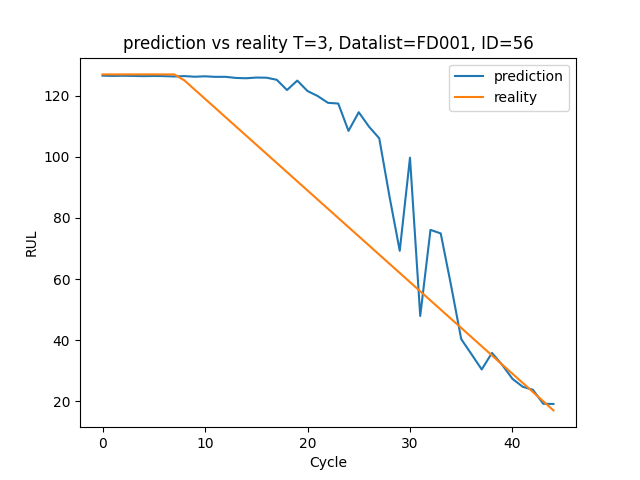 prediction vs reality T=3, Datalist=FD001, ID=56
prediction
reality
120
100
80
60
40
20
RUL
0 10 20 30 40
Cycle